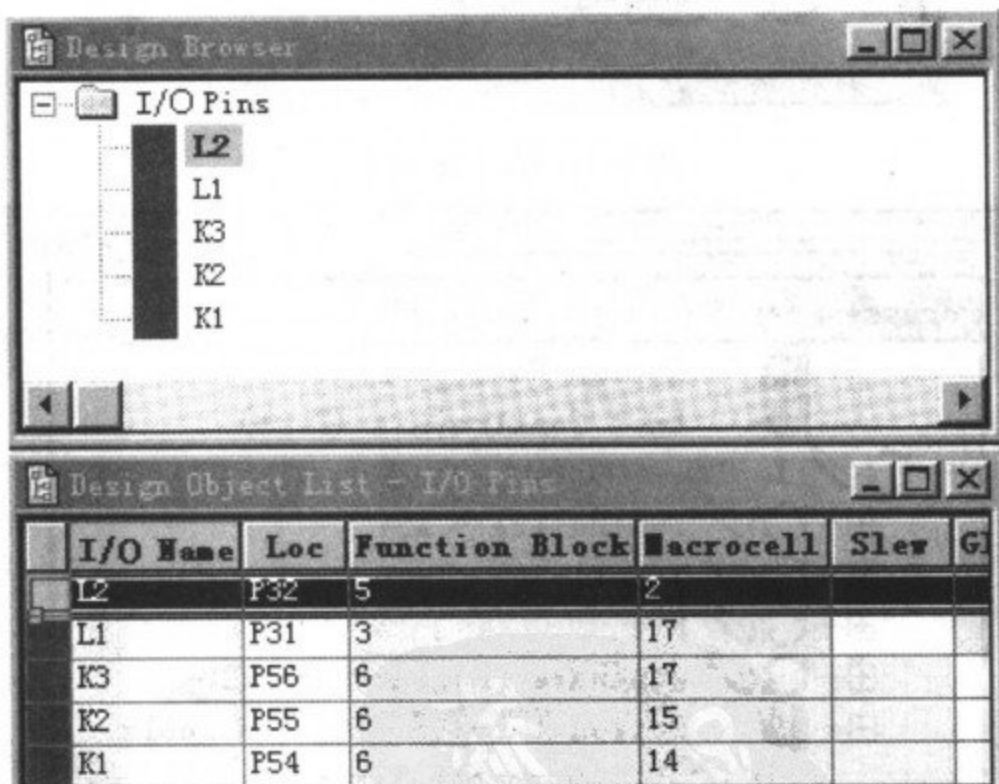 Design Browser
I/O Pins
L2
L1
K3
K2
K1
Design Object List - I/O Pins
I/O Name Loc Function Block Macrocell Slew Gl
L2 P32 5 2
L1 P31 3 17
K3 P56 6 17
K2 P55 6 15
K1 P54 6 14